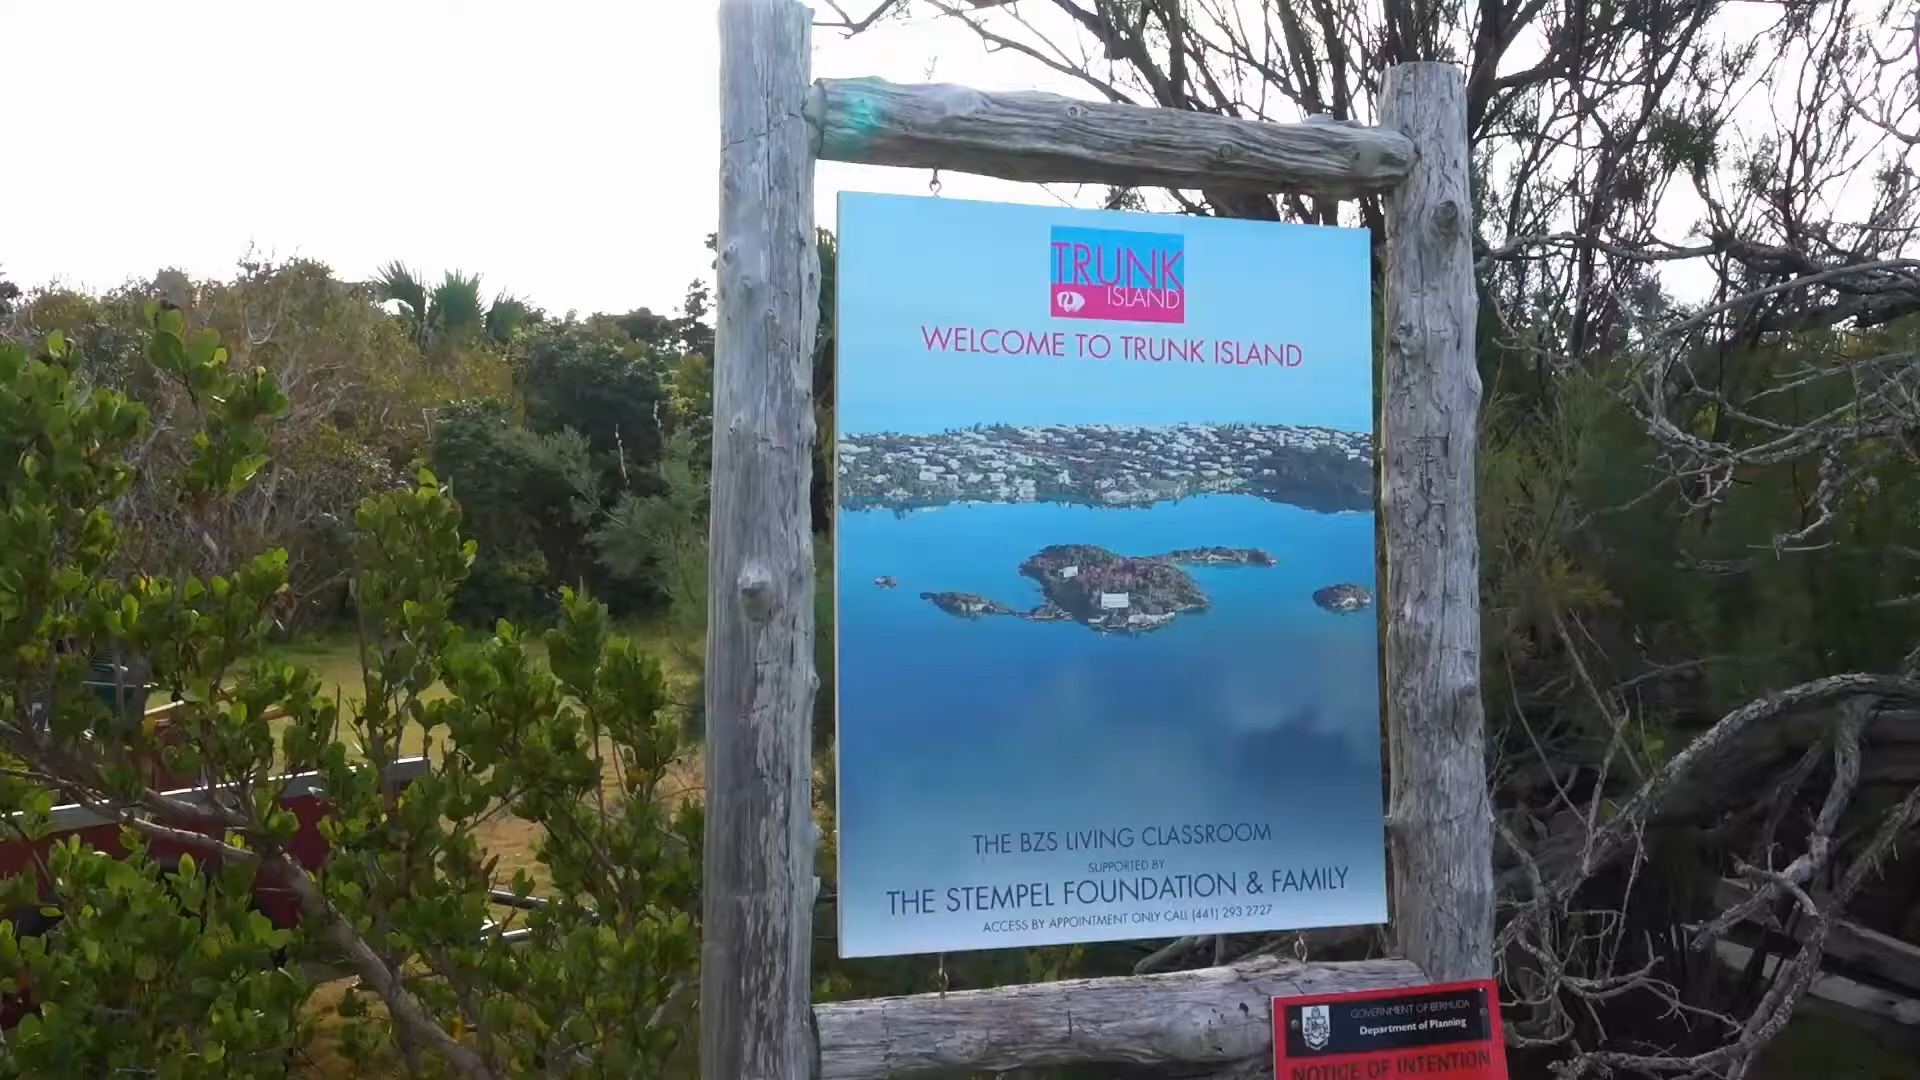 TRUNK
ISLAND
WELCOME TO TRUNK ISLAND
THE BZS LIVING CLASSROOM
SUPPORTED BY
THE STEMPEL FOUNDATION & FAMILY
ACCESS BY APPOINTMENT ONLY CALL (441) 293 2727
GOVERNMENT OF BERMUDA
Department of Planning
NOTICE OF INTENTION